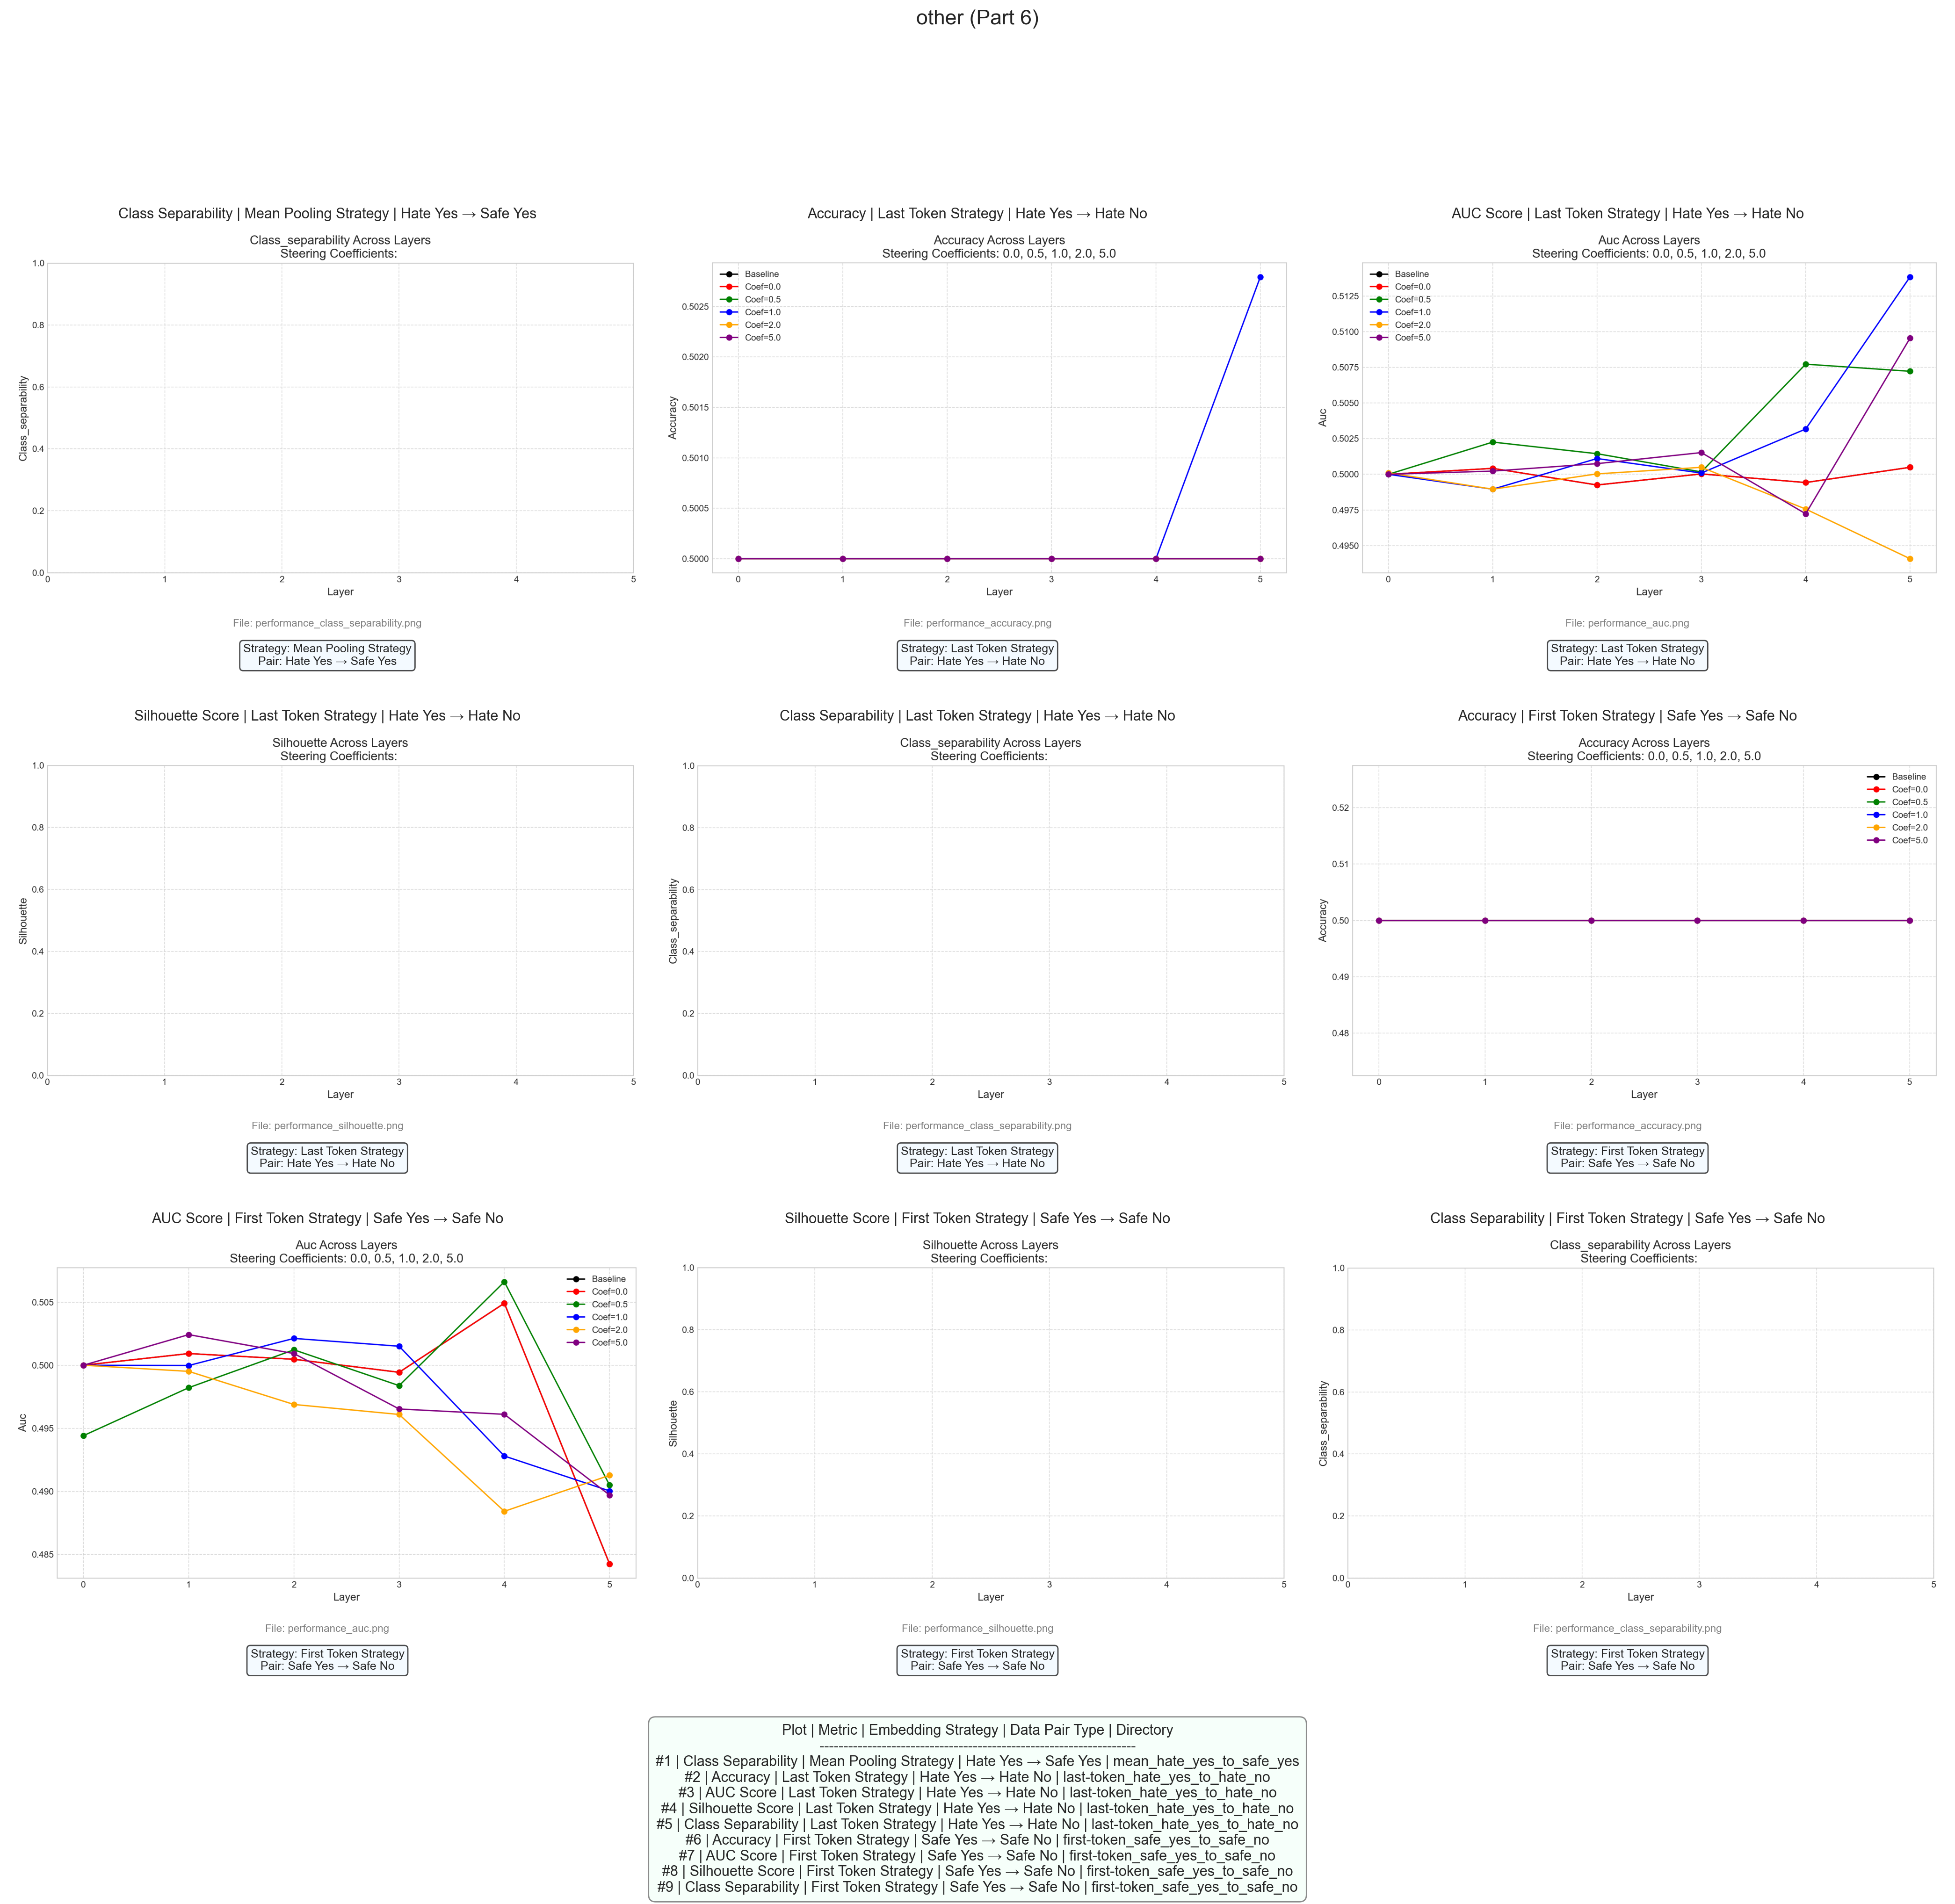 other (Part 6)
Class Separability | Mean Pooling Strategy | Hate Yes → Safe Yes
Class_separability Across Layers
Steering Coefficients:
1.0
0.8
0.6
0.4
0.2
0.0
Class_separability
0 1 2 3 4 5
Layer
File: performance_class_separability.png
Strategy: Mean Pooling Strategy
Pair: Hate Yes → Safe Yes
Accuracy | Last Token Strategy | Hate Yes → Hate No
Accuracy Across Layers
Steering Coefficients: 0.0, 0.5, 1.0, 2.0, 5.0
Baseline
Coef=0.0
Coef=0.5
Coef=1.0
Coef=2.0
Coef=5.0
0.5025
0.5020
0.5015
0.5010
0.5005
0.5000
Accuracy
0 1 2 3 4 5
Layer
File: performance_accuracy.png
Strategy: Last Token Strategy
Pair: Hate Yes → Hate No
AUC Score | Last Token Strategy | Hate Yes → Hate No
Auc Across Layers
Steering Coefficients: 0.0, 0.5, 1.0, 2.0, 5.0
Baseline
Coef=0.0
Coef=0.5
Coef=1.0
Coef=2.0
Coef=5.0
0.5125
0.5100
0.5075
0.5050
0.5025
0.5000
0.4975
0.4950
Auc
0 1 2 3 4 5
Layer
File: performance_auc.png
Strategy: Last Token Strategy
Pair: Hate Yes → Hate No
Silhouette Score | Last Token Strategy | Hate Yes → Hate No
Silhouette Across Layers
Steering Coefficients:
1.0
0.8
0.6
0.4
0.2
0.0
Silhouette
0 1 2 3 4 5
Layer
File: performance_silhouette.png
Strategy: Last Token Strategy
Pair: Hate Yes → Hate No
Class Separability | Last Token Strategy | Hate Yes → Hate No
Class_separability Across Layers
Steering Coefficients:
1.0
0.8
0.6
0.4
0.2
0.0
Class_separability
0 1 2 3 4 5
Layer
File: performance_class_separability.png
Strategy: Last Token Strategy
Pair: Hate Yes → Hate No
Accuracy | First Token Strategy | Safe Yes → Safe No
Accuracy Across Layers
Steering Coefficients: 0.0, 0.5, 1.0, 2.0, 5.0
Baseline
Coef=0.0
Coef=0.5
Coef=1.0
Coef=2.0
Coef=5.0
0.52
0.51
0.50
0.49
0.48
Accuracy
0 1 2 3 4 5
Layer
File: performance_accuracy.png
Strategy: First Token Strategy
Pair: Safe Yes → Safe No
AUC Score | First Token Strategy | Safe Yes → Safe No
Auc Across Layers
Steering Coefficients: 0.0, 0.5, 1.0, 2.0, 5.0
Baseline
Coef=0.0
Coef=0.5
Coef=1.0
Coef=2.0
Coef=5.0
0.505
0.500
0.495
0.490
0.485
Auc
0 1 2 3 4 5
Layer
File: performance_auc.png
Strategy: First Token Strategy
Pair: Safe Yes → Safe No
Silhouette Score | First Token Strategy | Safe Yes → Safe No
Silhouette Across Layers
Steering Coefficients:
1.0
0.8
0.6
0.4
0.2
0.0
Silhouette
0 1 2 3 4 5
Layer
File: performance_silhouette.png
Strategy: First Token Strategy
Pair: Safe Yes → Safe No
Class Separability | First Token Strategy | Safe Yes → Safe No
Class_separability Across Layers
Steering Coefficients:
1.0
0.8
0.6
0.4
0.2
0.0
Class_separability
0 1 2 3 4 5
Layer
File: performance_class_separability.png
Strategy: First Token Strategy
Pair: Safe Yes → Safe No
Plot | Metric | Embedding Strategy | Data Pair Type | Directory
------------------------------------------------------------------
#1 | Class Separability | Mean Pooling Strategy | Hate Yes → Safe Yes | mean_hate_yes_to_safe_yes
#2 | Accuracy | Last Token Strategy | Hate Yes → Hate No | last-token_hate_yes_to_hate_no
#3 | AUC Score | Last Token Strategy | Hate Yes → Hate No | last-token_hate_yes_to_hate_no
#4 | Silhouette Score | Last Token Strategy | Hate Yes → Hate No | last-token_hate_yes_to_hate_no
#5 | Class Separability | Last Token Strategy | Hate Yes → Hate No | last-token_hate_yes_to_hate_no
#6 | Accuracy | First Token Strategy | Safe Yes → Safe No | first-token_safe_yes_to_safe_no
#7 | AUC Score | First Token Strategy | Safe Yes → Safe No | first-token_safe_yes_to_safe_no
#8 | Silhouette Score | First Token Strategy | Safe Yes → Safe No | first-token_safe_yes_to_safe_no
#9 | Class Separability | First Token Strategy | Safe Yes → Safe No | first-token_safe_yes_to_safe_no